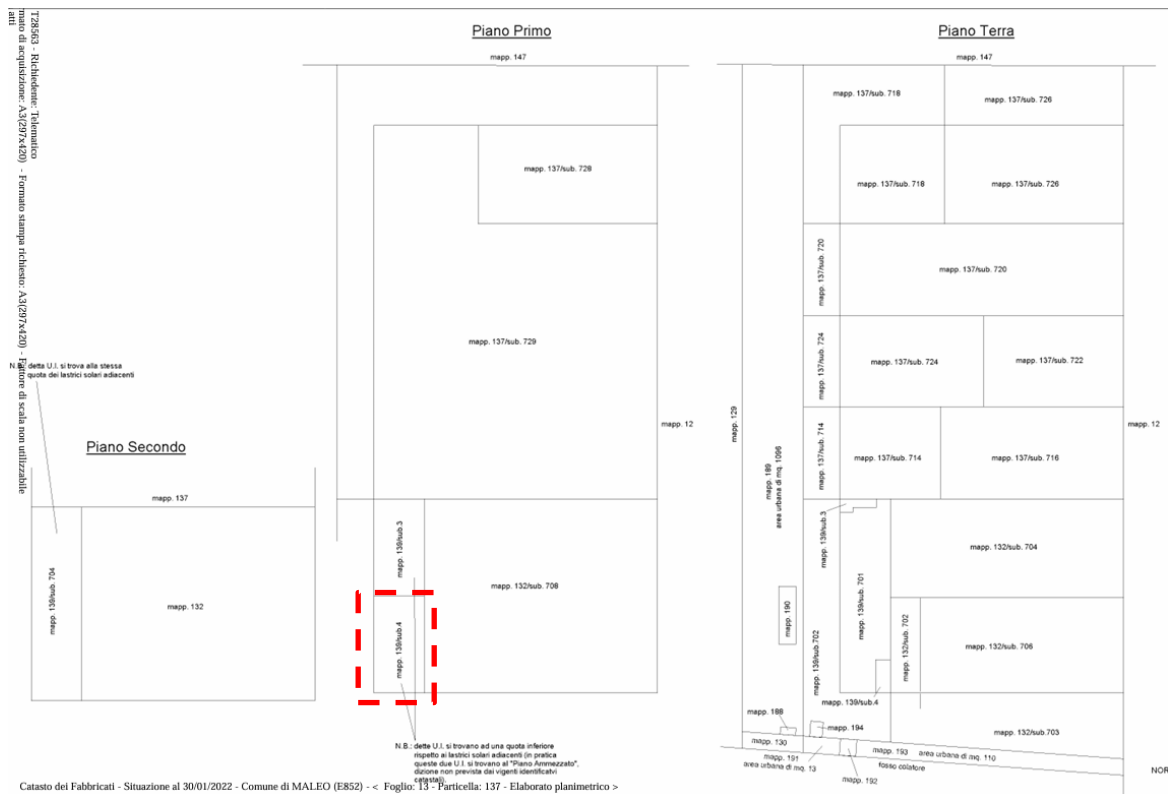 T28563 - Richiedente: Telematico
mato di acquisizione: A3(297x420) - Formato stampa richiesto: A3(297x420) - Fattore di scala non utilizzabile
Piano Primo
mapp. 147
mapp. 137/sub. 728
mapp. 137/sub. 729
mapp. 12
mapp. 139/sub.3
mapp. 132/sub. 708
mapp. 139/sub.4
N.B.: dette U.I. si trovano ad una quota inferiore
rispetto ai lastrici solari adiacenti (in pratica
queste due U.I. si trovano al "Piano Ammezzato",
dizione non prevista dai vigenti identificatvi
catastali).
N.B.: detta U.I. si trova alla stessa
quota dei lastrici solari adiacenti
Piano Secondo
mapp. 137
mapp. 139/sub. 704
mapp. 132
Piano Terra
mapp. 147
mapp. 137/sub. 718
mapp. 137/sub. 726
mapp. 137/sub. 718
mapp. 137/sub. 726
mapp. 137/sub. 720
mapp. 137/sub. 720
mapp. 137/sub. 724
mapp. 137/sub. 724
mapp. 137/sub. 722
mapp. 129
mapp. 12
mapp. 137/sub. 714
mapp. 137/sub. 714
mapp. 137/sub. 716
mapp. 189
area urbana di mq. 1096
mapp. 139/sub.3
mapp. 132/sub. 704
mapp. 139/sub. 701
mapp. 190
mapp. 139/sub.702
mapp. 132/sub. 702
mapp. 132/sub. 706
mapp. 139/sub.4
mapp. 188
mapp. 194
mapp. 132/sub.703
mapp. 130
mapp. 193
area urbana di mq. 110
mapp. 191
area urbana di mq. 13
fosso colatore
mapp. 192
NOR
Catasto dei Fabbricati - Situazione al 30/01/2022 - Comune di MALEO (E852) - < Foglio: 13 - Particella: 137 - Elaborato planimetrico >